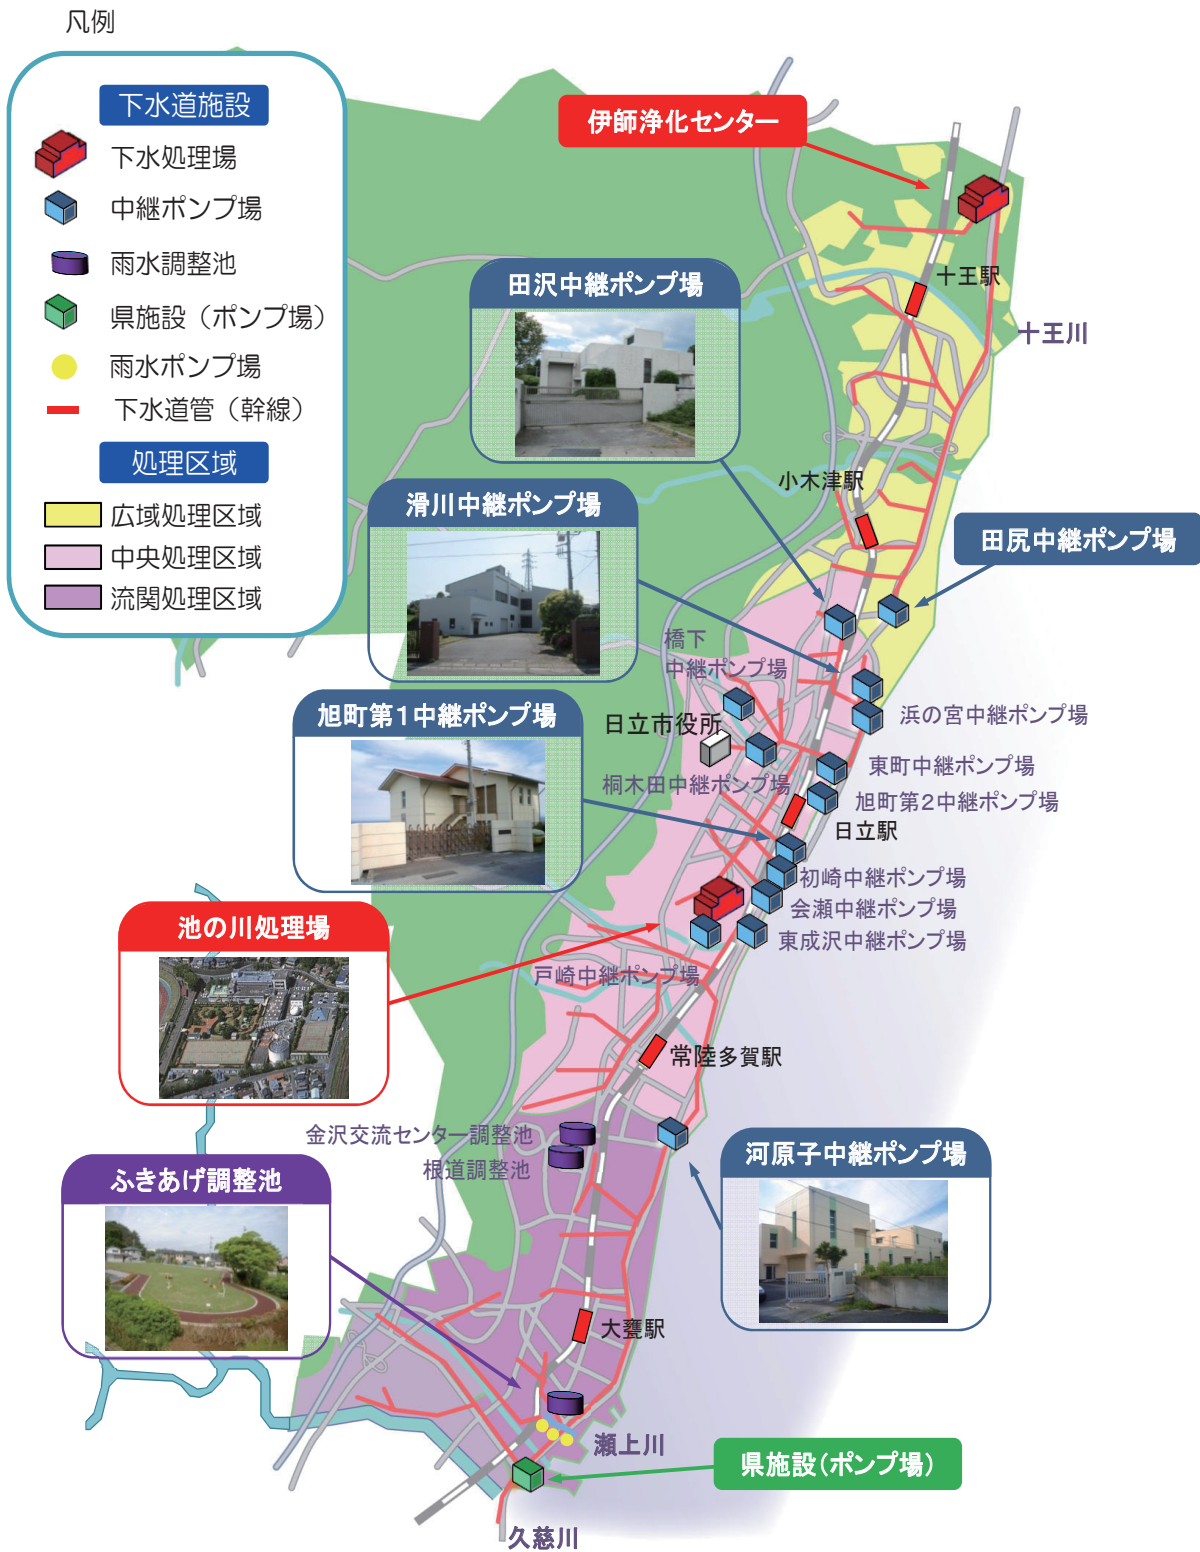 凡例
下水道施設
下水処理場
中継ポンプ場
雨水調整池
県施設（ポンプ場）
雨水ポンプ場
下水道管（幹線）
処理区域
広域処理区域
中央処理区域
流関処理区域
伊師浄化センター
十王駅
十王川
田沢中継ポンプ場
小木津駅
滑川中継ポンプ場
田尻中継ポンプ場
橋下
中継ポンプ場
旭町第1中継ポンプ場
日立市役所
浜の宮中継ポンプ場
東町中継ポンプ場
桐木田中継ポンプ場
旭町第2中継ポンプ場
日立駅
初崎中継ポンプ場
会瀬中継ポンプ場
東成沢中継ポンプ場
池の川処理場
戸崎中継ポンプ場
常陸多賀駅
金沢交流センター調整池
根道調整池
河原子中継ポンプ場
ふきあげ調整池
大甕駅
瀬上川
県施設（ポンプ場）
久慈川